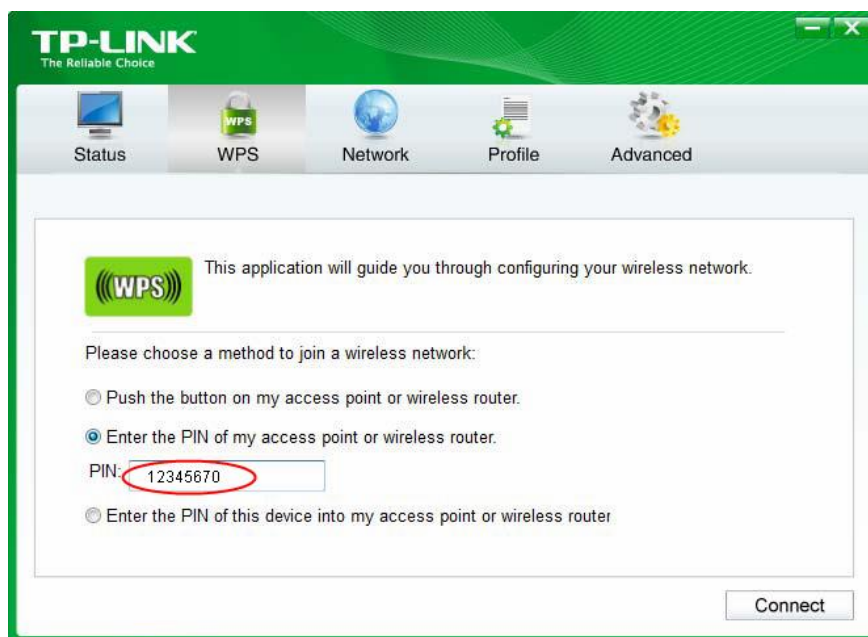 TP-LINK
The Reliable Choice
WPS
Status WPS Network Profile Advanced
(((WPS))) This application will guide you through configuring your wireless network.
Please choose a method to join a wireless network:
Push the button on my access point or wireless router.
Enter the PIN of my access point or wireless router.
PIN: 12345670
Enter the PIN of this device into my access point or wireless router
Connect